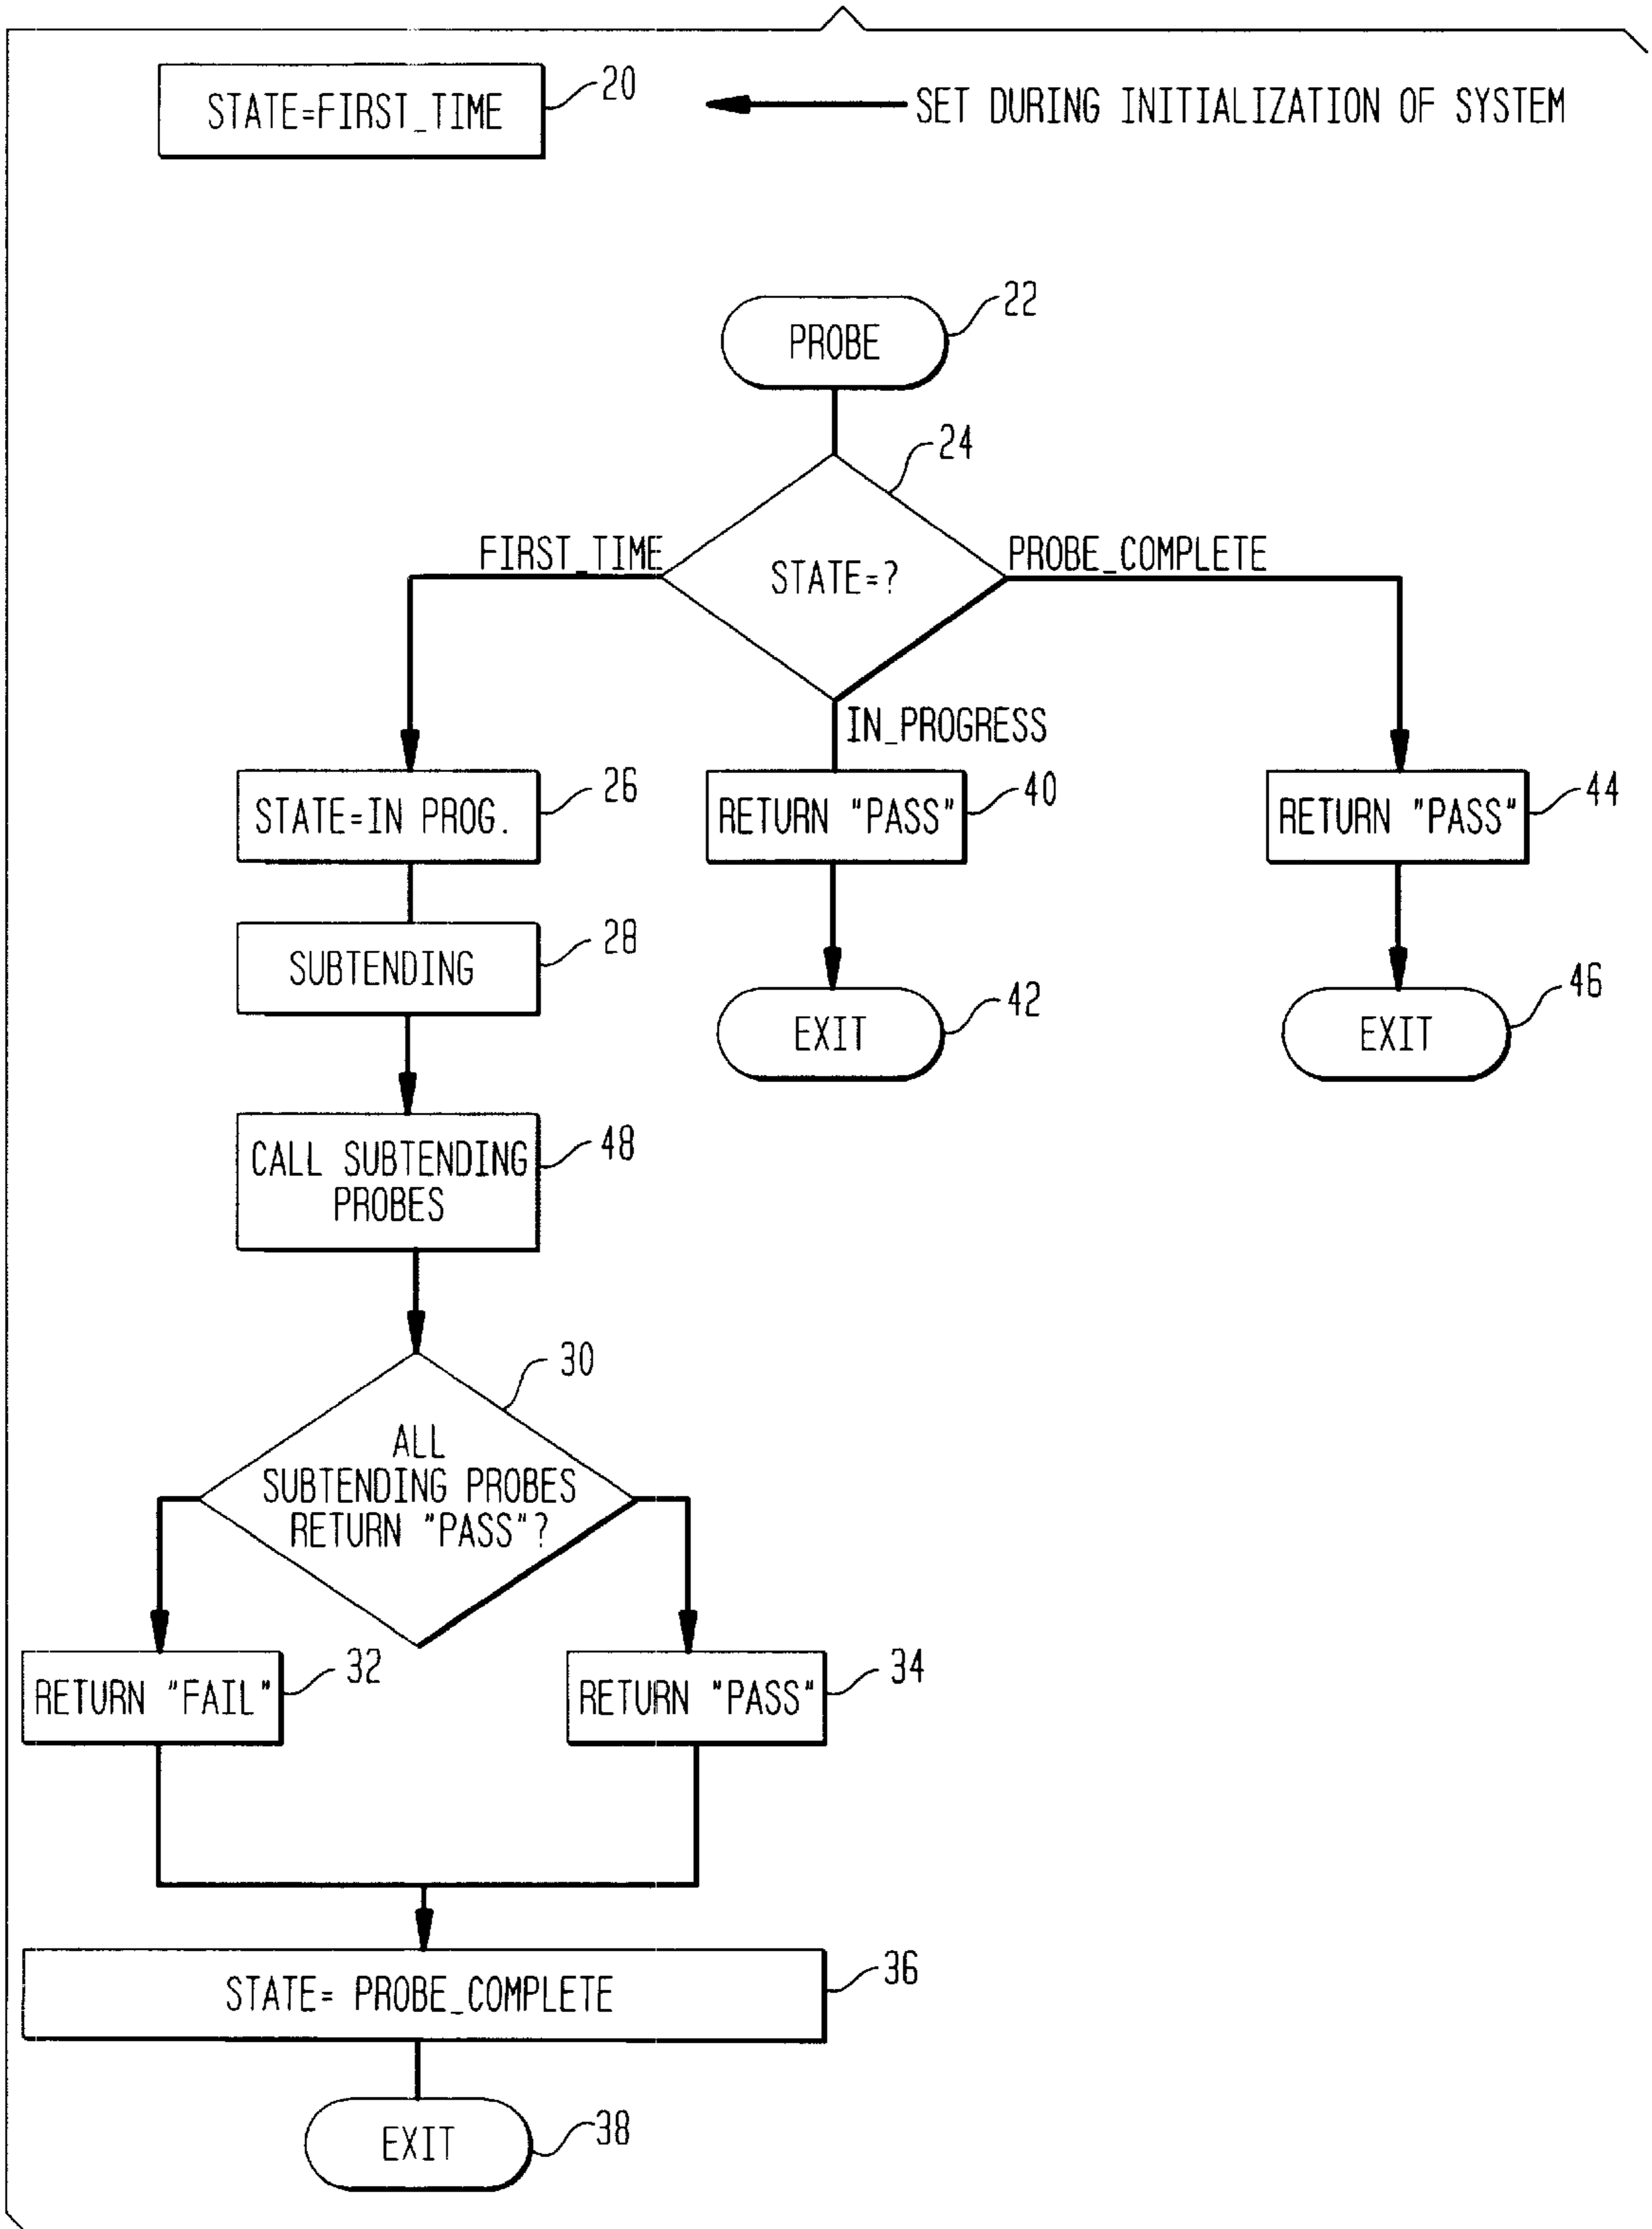 STATE=FIRST_TIME
20
SET DURING INITIALIZATION OF SYSTEM
PROBE
22
24
STATE=?
FIRST_TIME
PROBE_COMPLETE
IN_PROGRESS
STATE=IN PROG.
26
RETURN "PASS"
40
RETURN "PASS"
44
SUBTENDING
28
EXIT
42
EXIT
46
CALL SUBTENDING
PROBES
48
30
ALL
SUBTENDING PROBES
RETURN "PASS"?
RETURN "FAIL"
32
RETURN "PASS"
34
STATE= PROBE_COMPLETE
36
EXIT
38